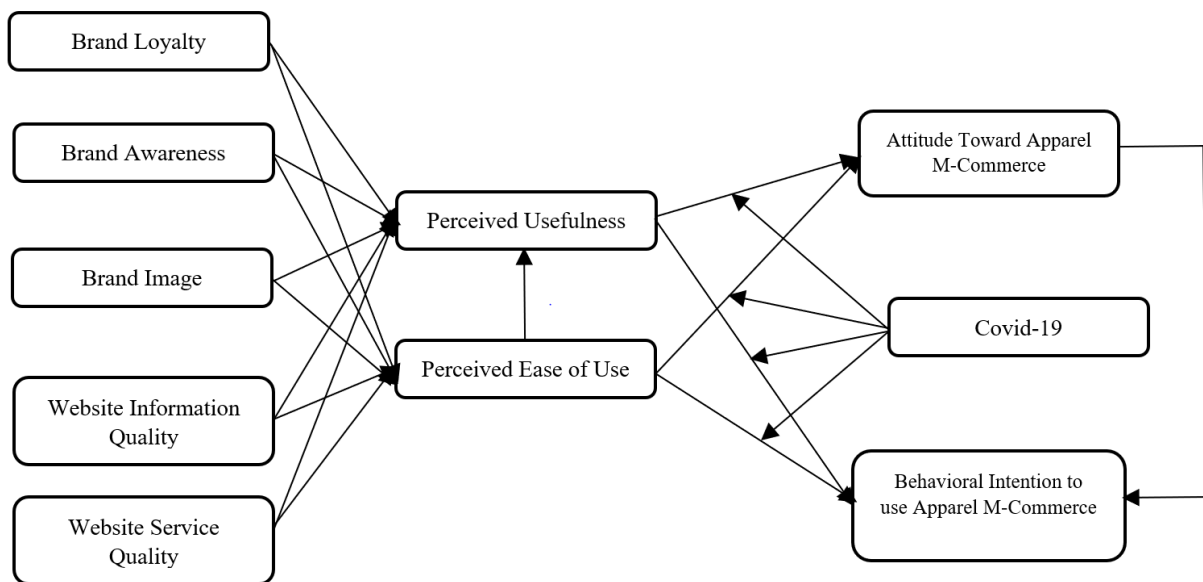 Brand Loyalty
Brand Awareness
Brand Image
Website Information
Quality
Website Service
Quality
Perceived Usefulness
Perceived Ease of Use
Attitude Toward Apparel
M-Commerce
Covid-19
Behavioral Intention to
use Apparel M-Commerce